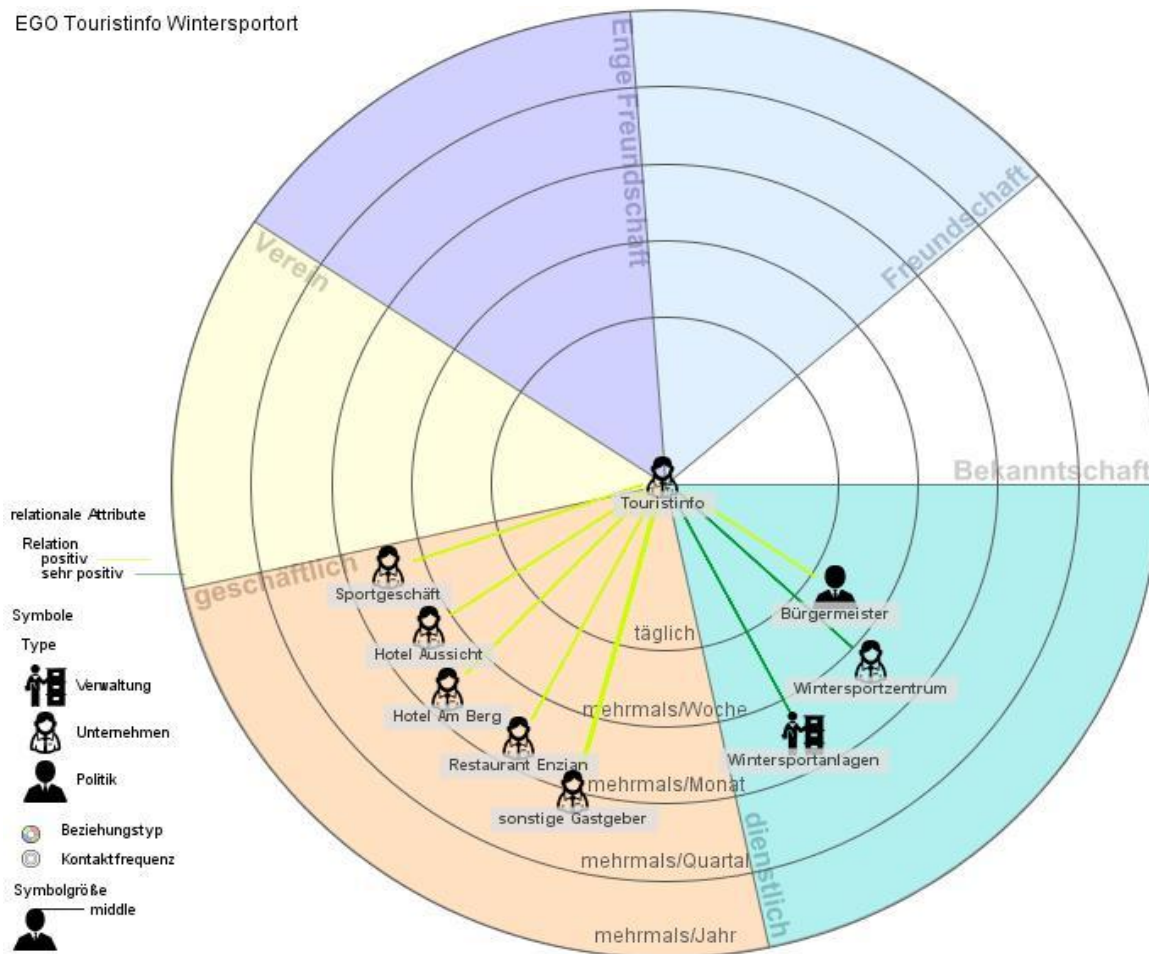 EGO Touristinfo Wintersportort
Enge Freundschaft
Freundschaft
Verein
Bekanntschaft
Touristinfo
relationale Attribute
Relation
positiv
sehr positiv
geschäftlich
Sportgeschäft
Bürgermeister
Symbole
täglich
Type
Hotel Aussicht
Wintersportzentrum
Verwaltung
Hotel Am Berg
mehrmals/Woche
Unternehmen
Restaurant Enzian
Wintersportanlagen
Politik
mehrmals/Monat
sonstige Gastgeber
dienstlich
Beziehungstyp
Kontaktfrequenz
mehrmals/Quartal
Symbolgröße
middle
mehrmals/Jahr